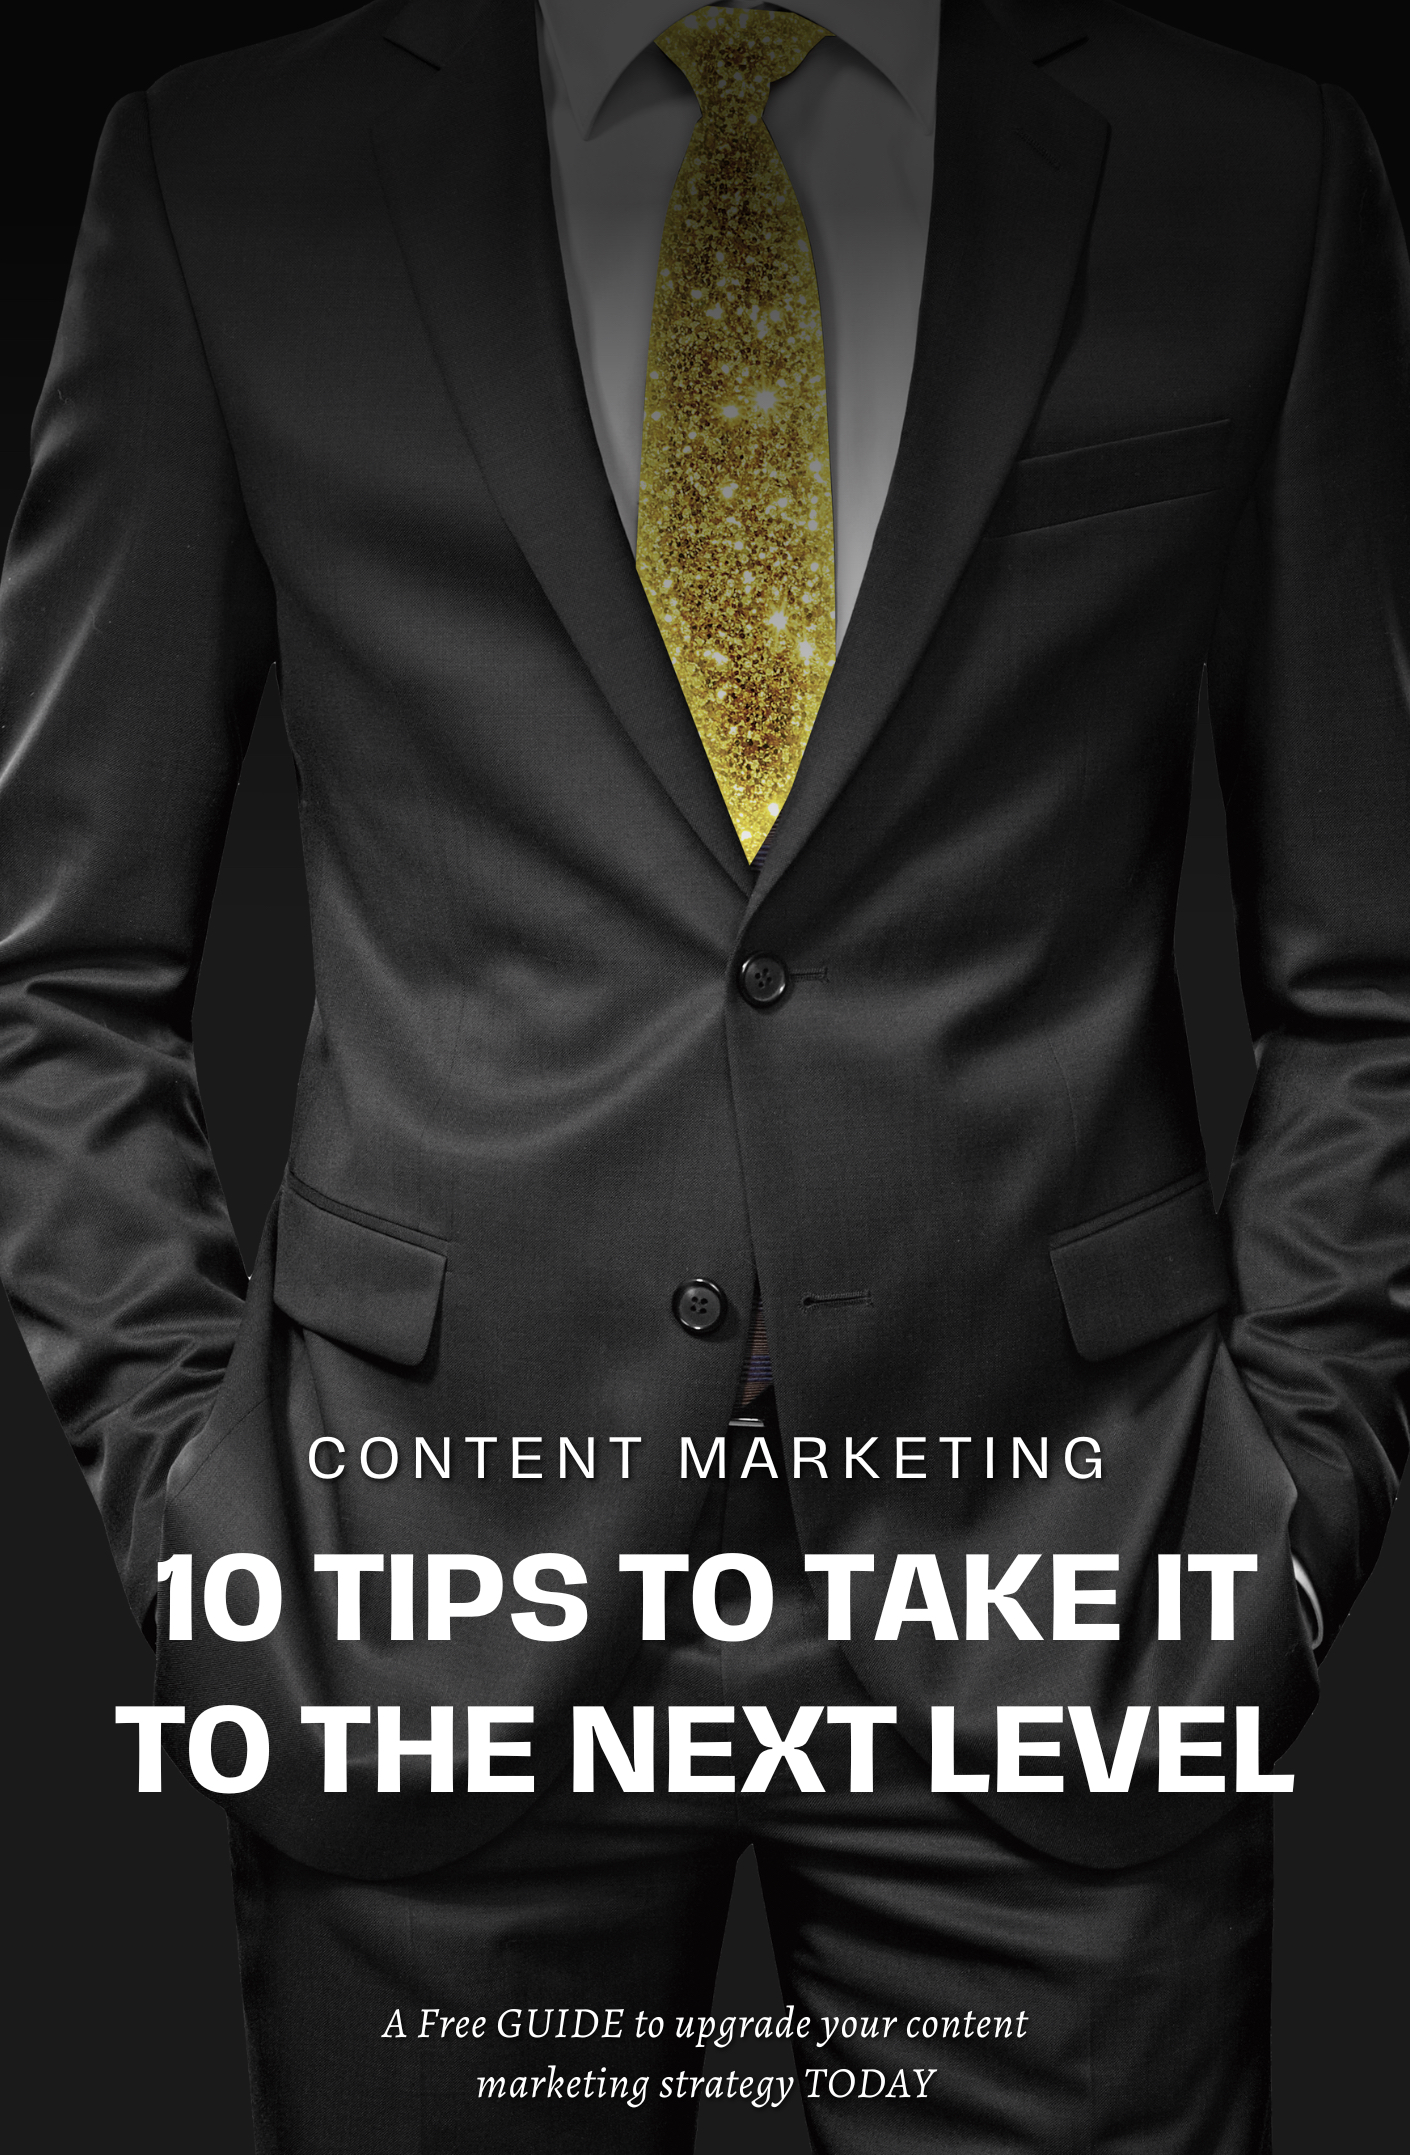 CONTENT MARKETING
10 TIPS TO TAKE IT
TO THE NEXT LEVEL
A Free GUIDE to upgrade your content
marketing strategy TODAY